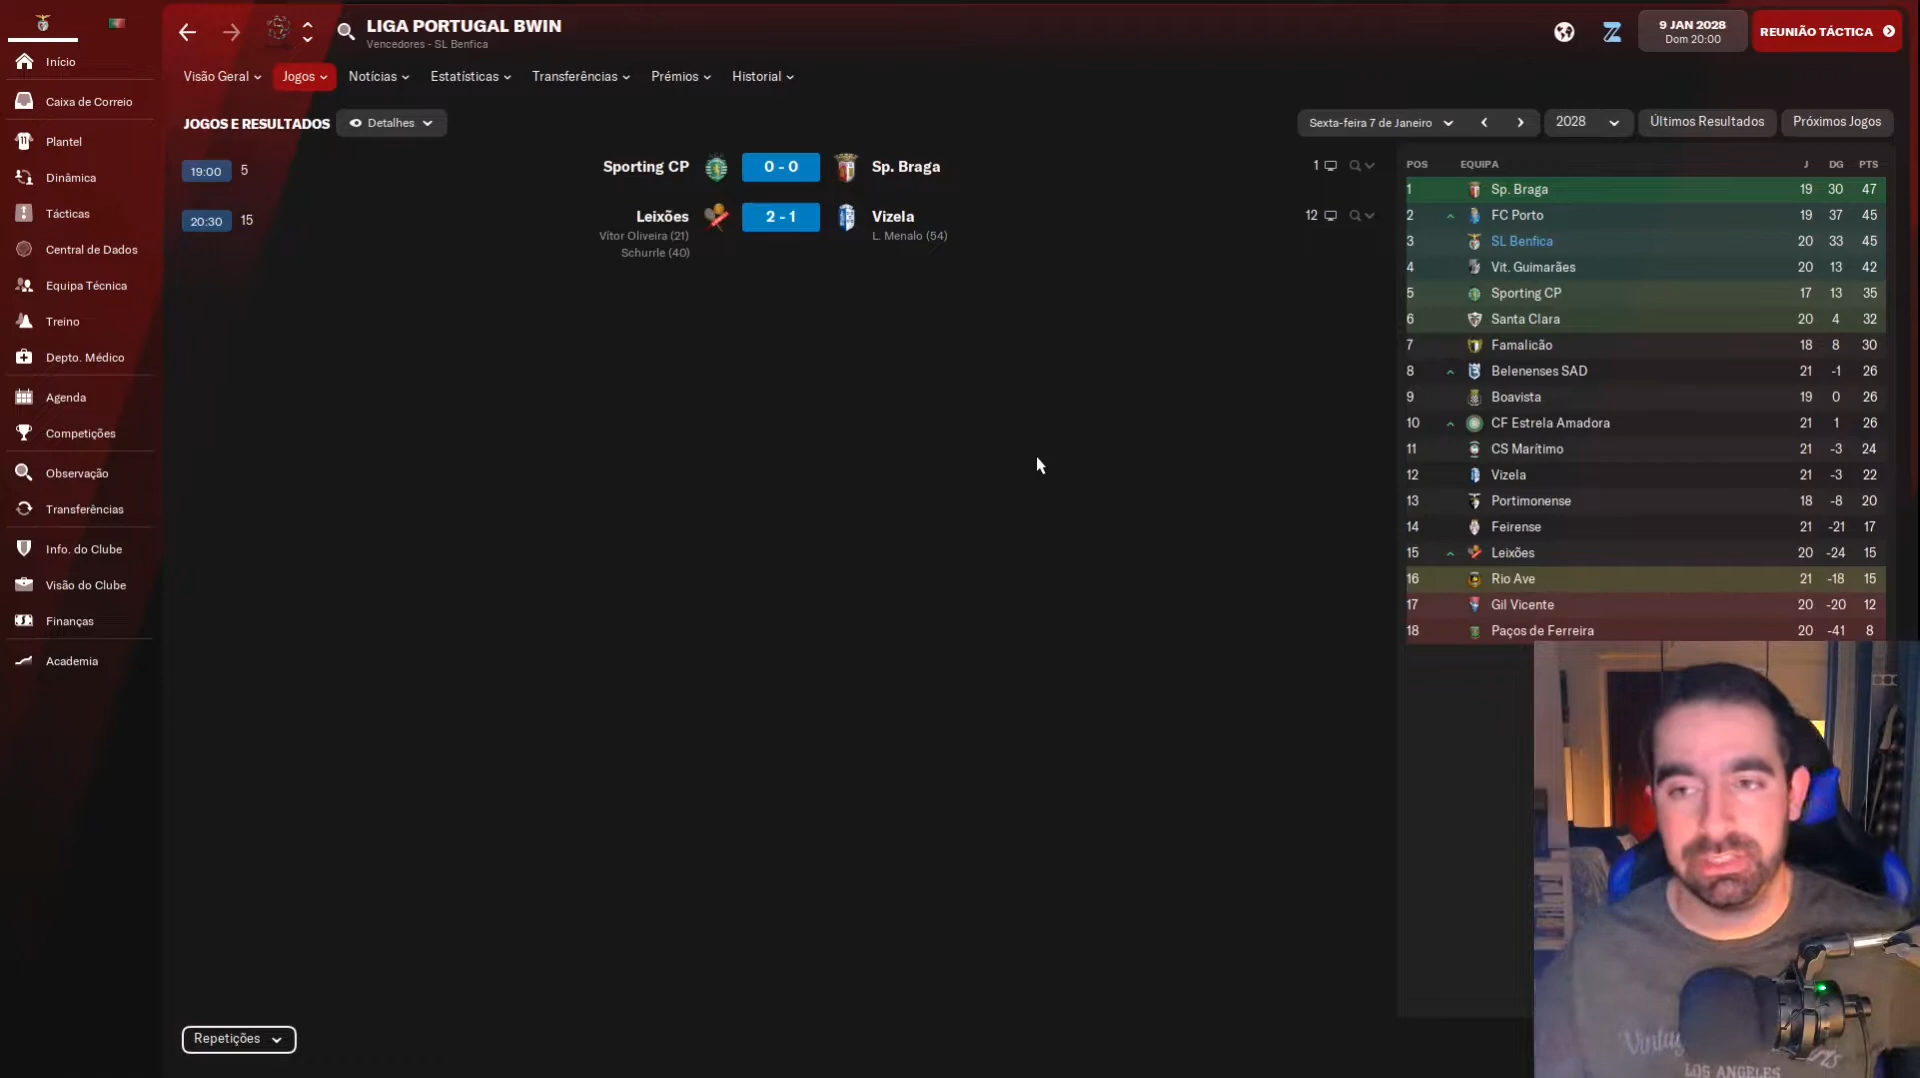 LIGA PORTUGAL BWIN
Vencedores - SL Benfica
9 JAN 2028
Dom 20:00
REUNIÃO TÁCTICA
Visão Geral
Jogos
Notícias
Estatísticas
Transferências
Prémios
Historial
Início
Caixa de Correio
Plantel
Dinâmica
Tácticas
Central de Dados
Equipa Técnica
Treino
Depto. Médico
Agenda
Competições
Observação
Transferências
Info. do Clube
Visão do Clube
Finanças
Academia
JOGOS E RESULTADOS
Detalhes
Sexta-feira 7 de Janeiro
2028
Últimos Resultados
Próximos Jogos
19:00 5 Sporting CP 0 - 0 Sp. Braga 1
20:30 15 Leixões 2 - 1 Vizela 12
Vítor Oliveira (21) L. Menalo (54)
Schurrle (40)
POS EQUIPA J DG PTS
1 Sp. Braga 19 30 47
2 FC Porto 19 37 45
3 SL Benfica 20 33 45
4 Vit. Guimarães 20 13 42
5 Sporting CP 17 13 35
6 Santa Clara 20 4 32
7 Famalicão 18 8 30
8 Belenenses SAD 21 -1 26
9 Boavista 19 0 26
10 CF Estrela Amadora 21 1 26
11 CS Marítimo 21 -3 24
12 Vizela 21 -3 22
13 Portimonense 18 -8 20
14 Feirense 21 -21 17
15 Leixões 20 -24 15
16 Rio Ave 21 -18 15
17 Gil Vicente 20 -20 12
18 Paços de Ferreira 20 -41 8
Repetições
LOS ANGELES